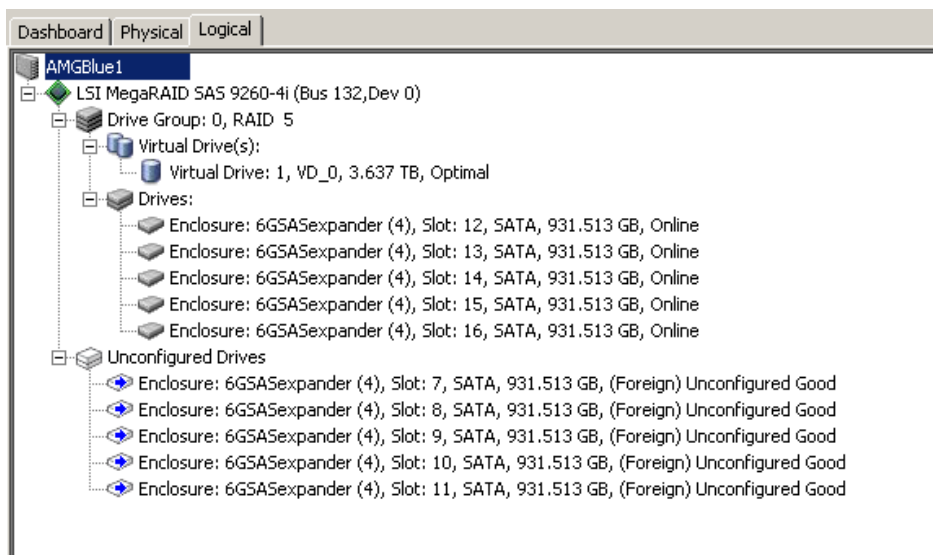 Dashboard Physical Logical
AMGBlue1
LSI MegaRAID SAS 9260-4i (Bus 132,Dev 0)
Drive Group: 0, RAID 5
Virtual Drive(s):
Virtual Drive: 1, VD_0, 3.637 TB, Optimal
Drives:
Enclosure: 6GSASexpander (4), Slot: 12, SATA, 931.513 GB, Online
Enclosure: 6GSASexpander (4), Slot: 13, SATA, 931.513 GB, Online
Enclosure: 6GSASexpander (4), Slot: 14, SATA, 931.513 GB, Online
Enclosure: 6GSASexpander (4), Slot: 15, SATA, 931.513 GB, Online
Enclosure: 6GSASexpander (4), Slot: 16, SATA, 931.513 GB, Online
Unconfigured Drives
Enclosure: 6GSASexpander (4), Slot: 7, SATA, 931.513 GB, (Foreign) Unconfigured Good
Enclosure: 6GSASexpander (4), Slot: 8, SATA, 931.513 GB, (Foreign) Unconfigured Good
Enclosure: 6GSASexpander (4), Slot: 9, SATA, 931.513 GB, (Foreign) Unconfigured Good
Enclosure: 6GSASexpander (4), Slot: 10, SATA, 931.513 GB, (Foreign) Unconfigured Good
Enclosure: 6GSASexpander (4), Slot: 11, SATA, 931.513 GB, (Foreign) Unconfigured Good